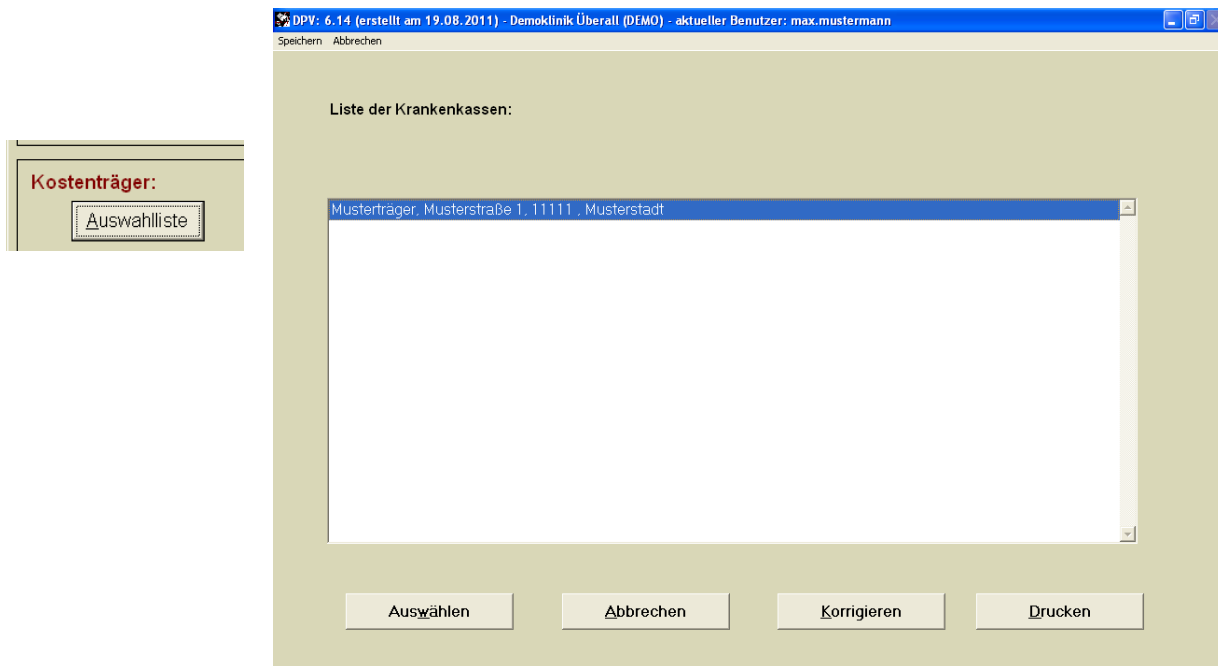 DPV: 6.14 (erstellt am 19.08.2011) - Demoklinik Überall (DEMO) - aktueller Benutzer: max.mustermann
Speichern Abbrechen
Liste der Krankenkassen:
Kostenträger:
Auswahlliste
Musterträger, Musterstraße 1, 11111 , Musterstadt
Auswählen Abbrechen Korrigieren Drucken